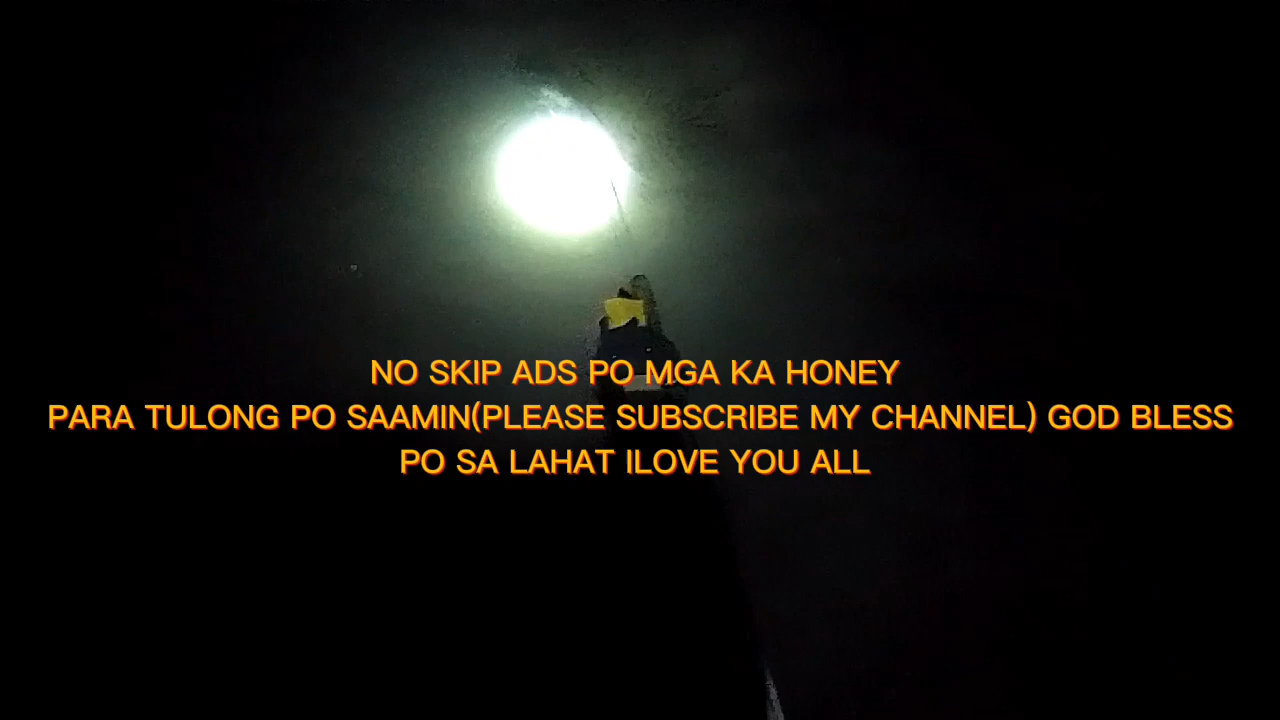 NO SKIP ADS PO MGA KA HONEY
PARA TULONG PO SAAMIN(PLEASE SUBSCRIBE MY CHANNEL) GOD BLESS
PO SA LAHAT ILOVE YOU ALL